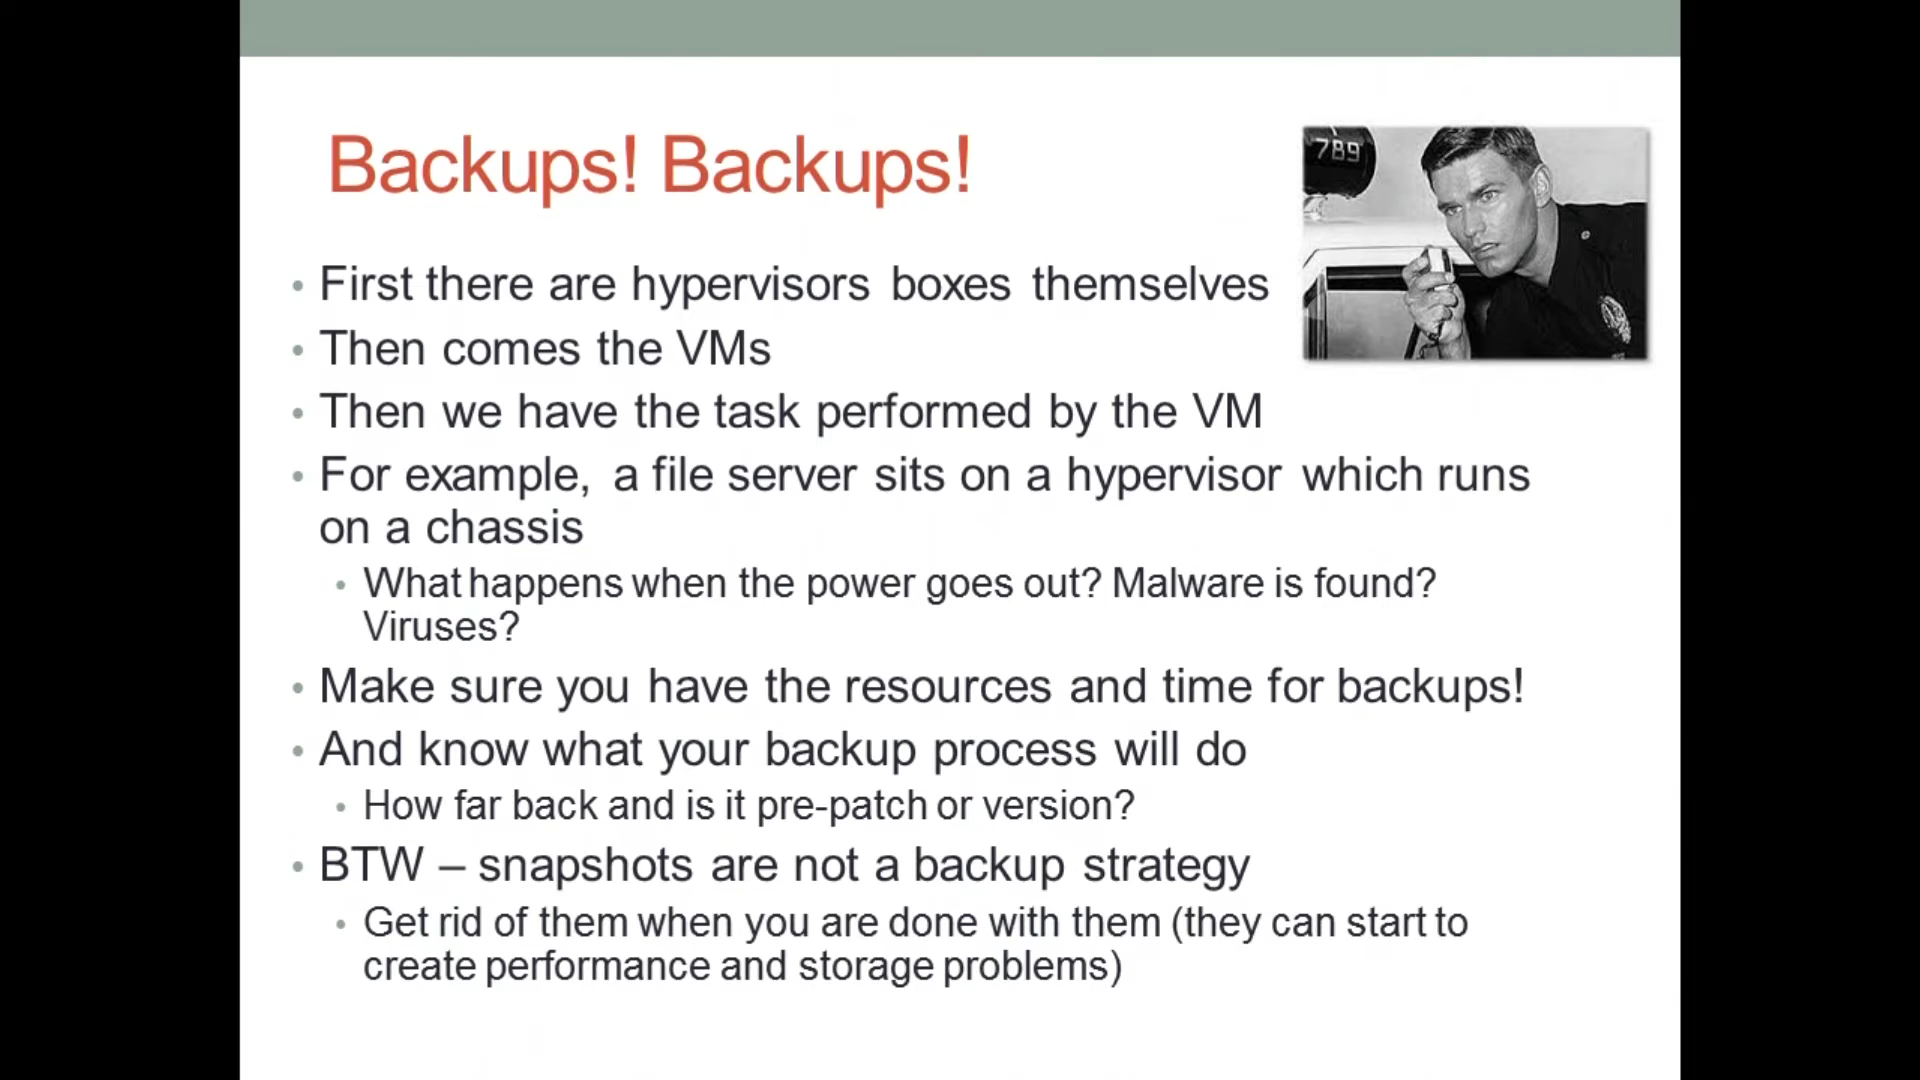 Backups! Backups!
789
• First there are hypervisors boxes themselves
• Then comes the VMs
• Then we have the task performed by the VM
• For example, a file server sits on a hypervisor which runs
on a chassis
• What happens when the power goes out? Malware is found?
Viruses?
• Make sure you have the resources and time for backups!
• And know what your backup process will do
• How far back and is it pre-patch or version?
• BTW – snapshots are not a backup strategy
• Get rid of them when you are done with them (they can start to
create performance and storage problems)